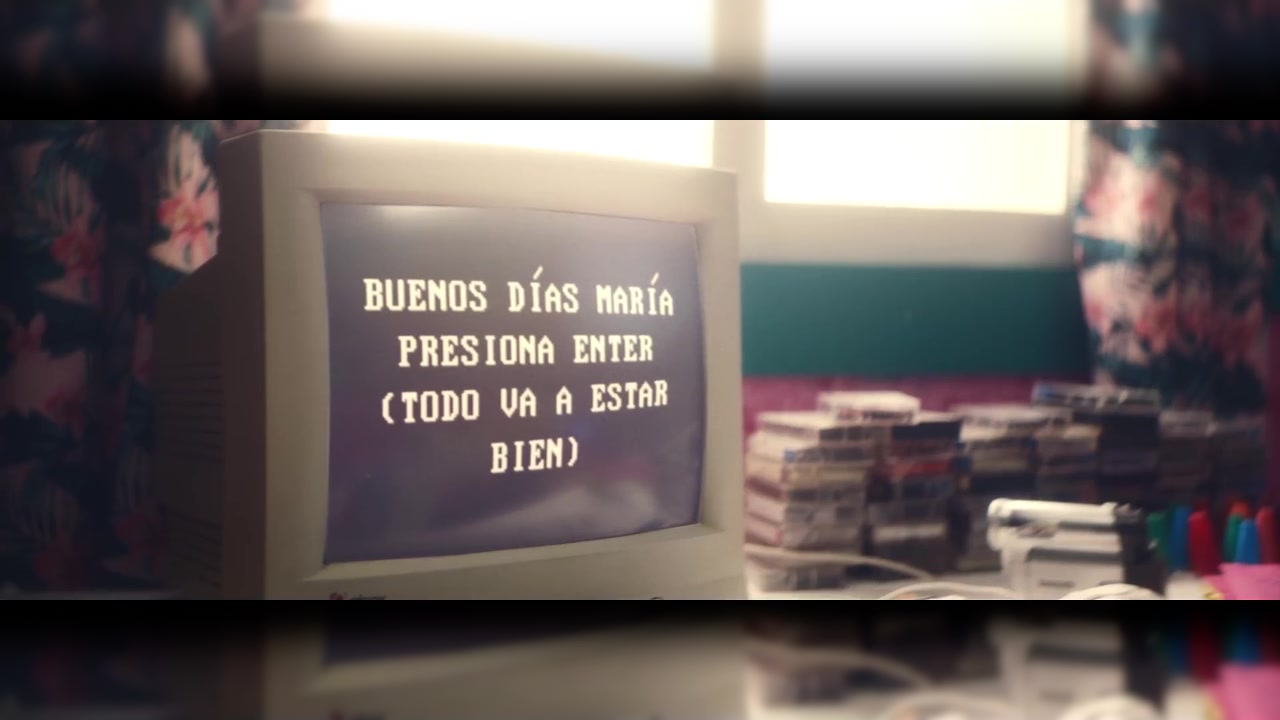 BUENOS DÍAS MARÍA
PRESIONA ENTER
(TODO VA A ESTAR
BIEN)